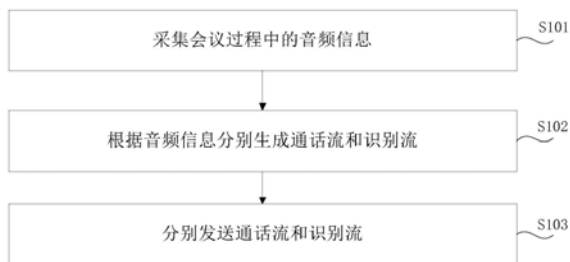 采集会议过程中的音频信息
S101
根据音频信息分别生成通话流和识别流
S102
分别发送通话流和识别流
S103